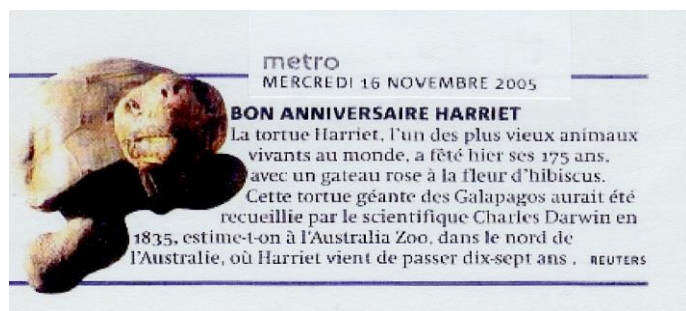 metro
MERCREDI 16 NOVEMBRE 2005
BON ANNIVERSAIRE HARRIET
La tortue Harriet, l'un des plus vieux animaux
vivants au monde, a fêté hier ses 175 ans,
avec un gateau rose à la fleur d'hibiscus.
Cette tortue géante des Galapagos aurait été
recueillie par le scientifique Charles Darwin en
1835, estime-t-on à l'Australia Zoo, dans le nord de
l'Australie, où Harriet vient de passer dix-sept ans . REUTERS